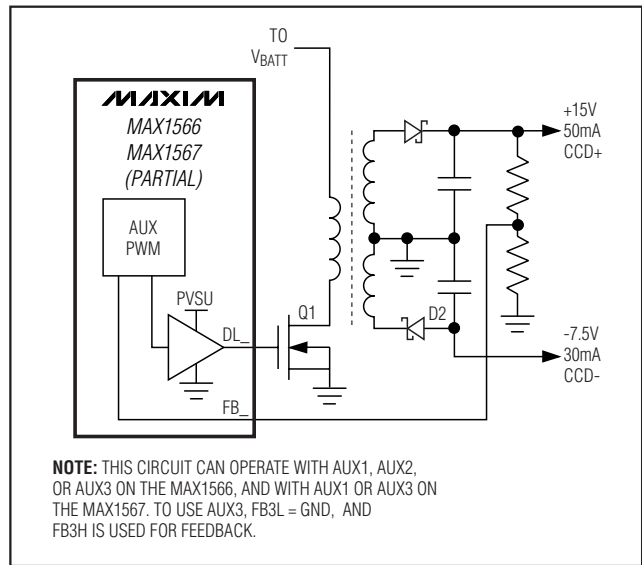 TO
VBATT
MAXIM
MAX1566
MAX1567
(PARTIAL)
AUX
PWM
PVSU
DL_
Q1
FB_
D2
+15V
50mA
CCD+
-7.5V
30mA
CCD-
NOTE: THIS CIRCUIT CAN OPERATE WITH AUX1, AUX2,
OR AUX3 ON THE MAX1566, AND WITH AUX1 OR AUX3 ON
THE MAX1567. TO USE AUX3, FB3L = GND, AND
FB3H IS USED FOR FEEDBACK.